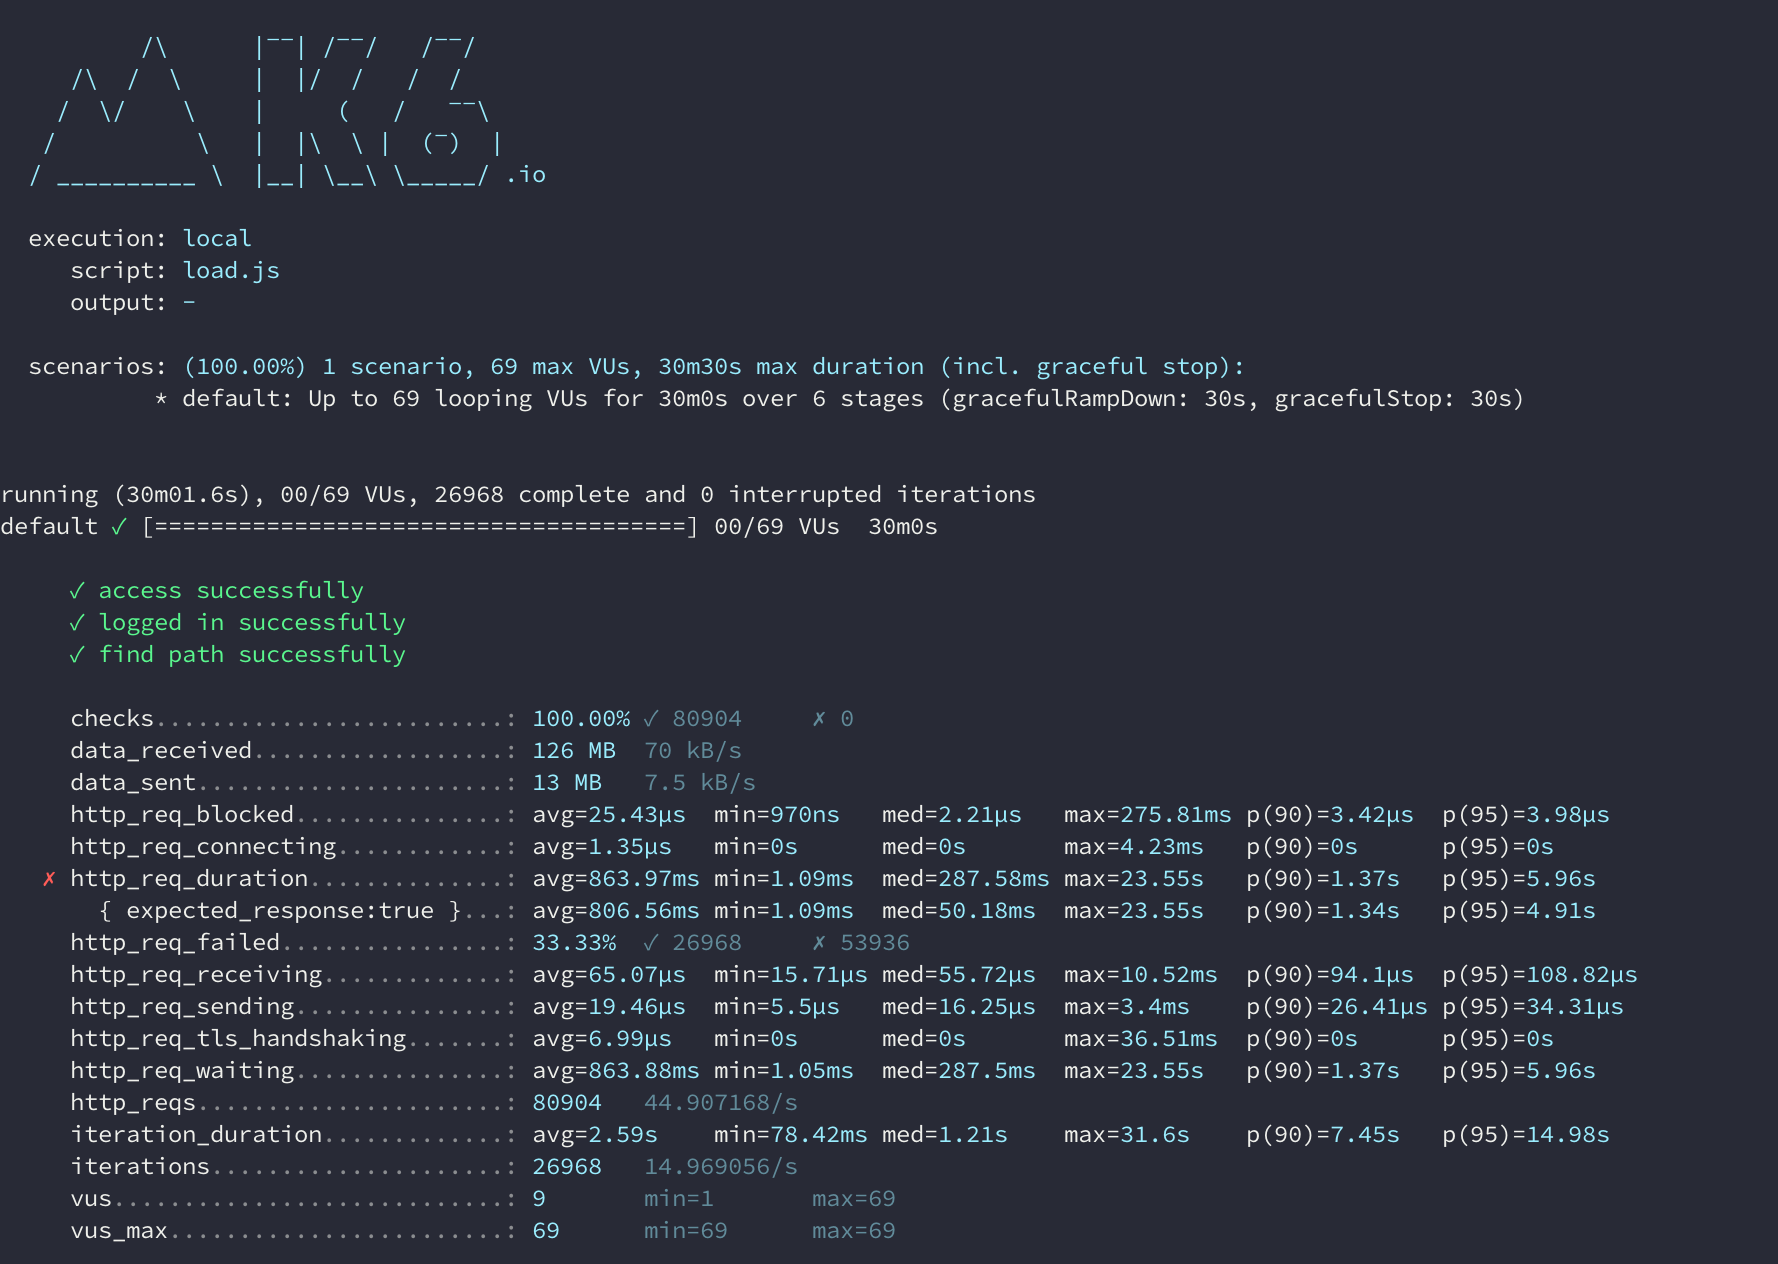 /\      |‾‾| /‾‾/   /‾‾/
     /\  /  \     |  |/  /   /  /
    /  \/    \    |     (   /   ‾‾\
   /          \   |  |\  \ |  (‾)  |
  / __________ \  |__| \__\ \_____/ .io

  execution: local
     script: load.js
     output: -

  scenarios: (100.00%) 1 scenario, 69 max VUs, 30m30s max duration (incl. graceful stop):
           * default: Up to 69 looping VUs for 30m0s over 6 stages (gracefulRampDown: 30s, gracefulStop: 30s)


running (30m01.6s), 00/69 VUs, 26968 complete and 0 interrupted iterations
default ✓ [======================================] 00/69 VUs  30m0s

     ✓ access successfully
     ✓ logged in successfully
     ✓ find path successfully

     checks.........................: 100.00% ✓ 80904     ✗ 0
     data_received..................: 126 MB  70 kB/s
     data_sent......................: 13 MB   7.5 kB/s
     http_req_blocked...............: avg=25.43µs  min=970ns   med=2.21µs   max=275.81ms p(90)=3.42µs  p(95)=3.98µs
     http_req_connecting............: avg=1.35µs   min=0s      med=0s       max=4.23ms   p(90)=0s      p(95)=0s
   ✗ http_req_duration..............: avg=863.97ms min=1.09ms  med=287.58ms max=23.55s   p(90)=1.37s   p(95)=5.96s
       { expected_response:true }...: avg=806.56ms min=1.09ms  med=50.18ms  max=23.55s   p(90)=1.34s   p(95)=4.91s
     http_req_failed................: 33.33%  ✓ 26968     ✗ 53936
     http_req_receiving.............: avg=65.07µs  min=15.71µs med=55.72µs  max=10.52ms  p(90)=94.1µs  p(95)=108.82µs
     http_req_sending...............: avg=19.46µs  min=5.5µs   med=16.25µs  max=3.4ms    p(90)=26.41µs p(95)=34.31µs
     http_req_tls_handshaking.......: avg=6.99µs   min=0s      med=0s       max=36.51ms  p(90)=0s      p(95)=0s
     http_req_waiting...............: avg=863.88ms min=1.05ms  med=287.5ms  max=23.55s   p(90)=1.37s   p(95)=5.96s
     http_reqs......................: 80904   44.907168/s
     iteration_duration.............: avg=2.59s    min=78.42ms med=1.21s    max=31.6s    p(90)=7.45s   p(95)=14.98s
     iterations.....................: 26968   14.969056/s
     vus............................: 9       min=1       max=69
     vus_max........................: 69      min=69      max=69